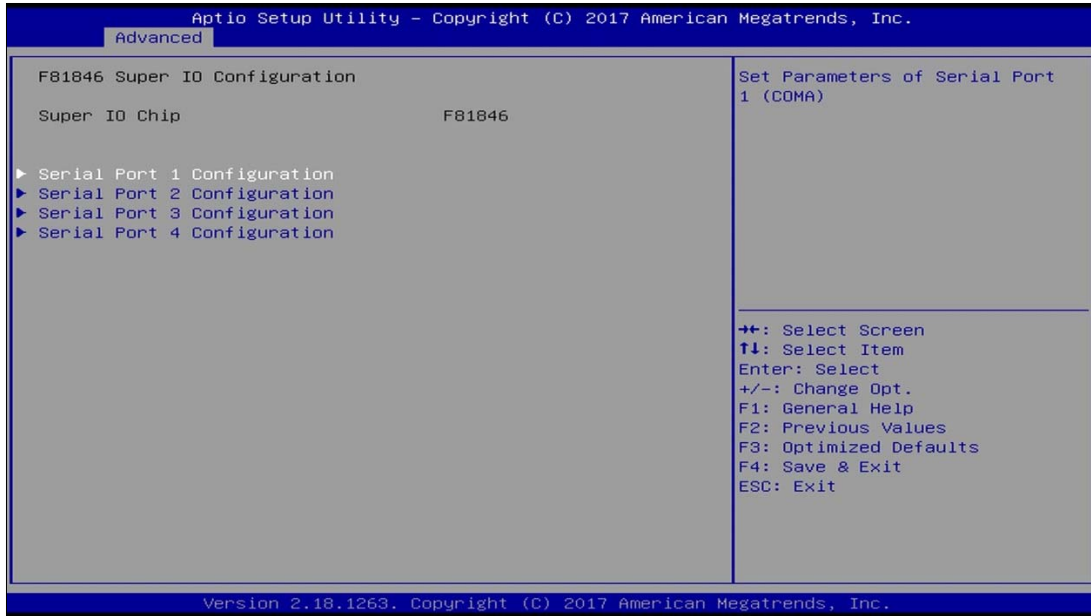 Aptio Setup Utility – Copyright (C) 2017 American Megatrends, Inc.
Advanced
F81846 Super IO Configuration
Super IO Chip F81846
▶ Serial Port 1 Configuration
▶ Serial Port 2 Configuration
▶ Serial Port 3 Configuration
▶ Serial Port 4 Configuration
Set Parameters of Serial Port
1 (COMA)
→←: Select Screen
↑↓: Select Item
Enter: Select
+/-: Change Opt.
F1: General Help
F2: Previous Values
F3: Optimized Defaults
F4: Save & Exit
ESC: Exit
Version 2.18.1263. Copyright (C) 2017 American Megatrends, Inc.